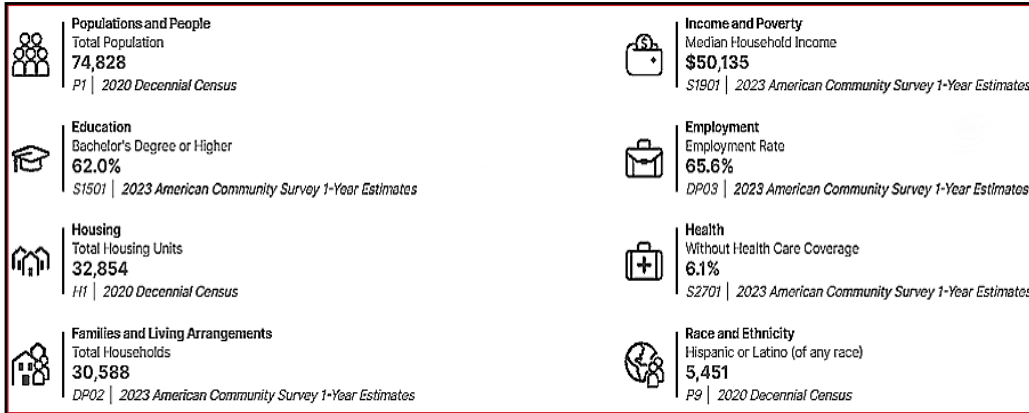 Populations and People
Total Population
74,828
P1 | 2020 Decennial Census
Income and Poverty
Median Household Income
$50,135
S1901 | 2023 American Community Survey 1-Year Estimates
Education
Bachelor's Degree or Higher
62.0%
S1501 | 2023 American Community Survey 1-Year Estimates
Employment
Employment Rate
65.6%
DP03 | 2023 American Community Survey 1-Year Estimates
Housing
Total Housing Units
32,854
H1 | 2020 Decennial Census
Health
Without Health Care Coverage
6.1%
S2701 | 2023 American Community Survey 1-Year Estimates
Families and Living Arrangements
Total Households
30,588
DP02 | 2023 American Community Survey 1-Year Estimates
Race and Ethnicity
Hispanic or Latino (of any race)
5,451
P9 | 2020 Decennial Census